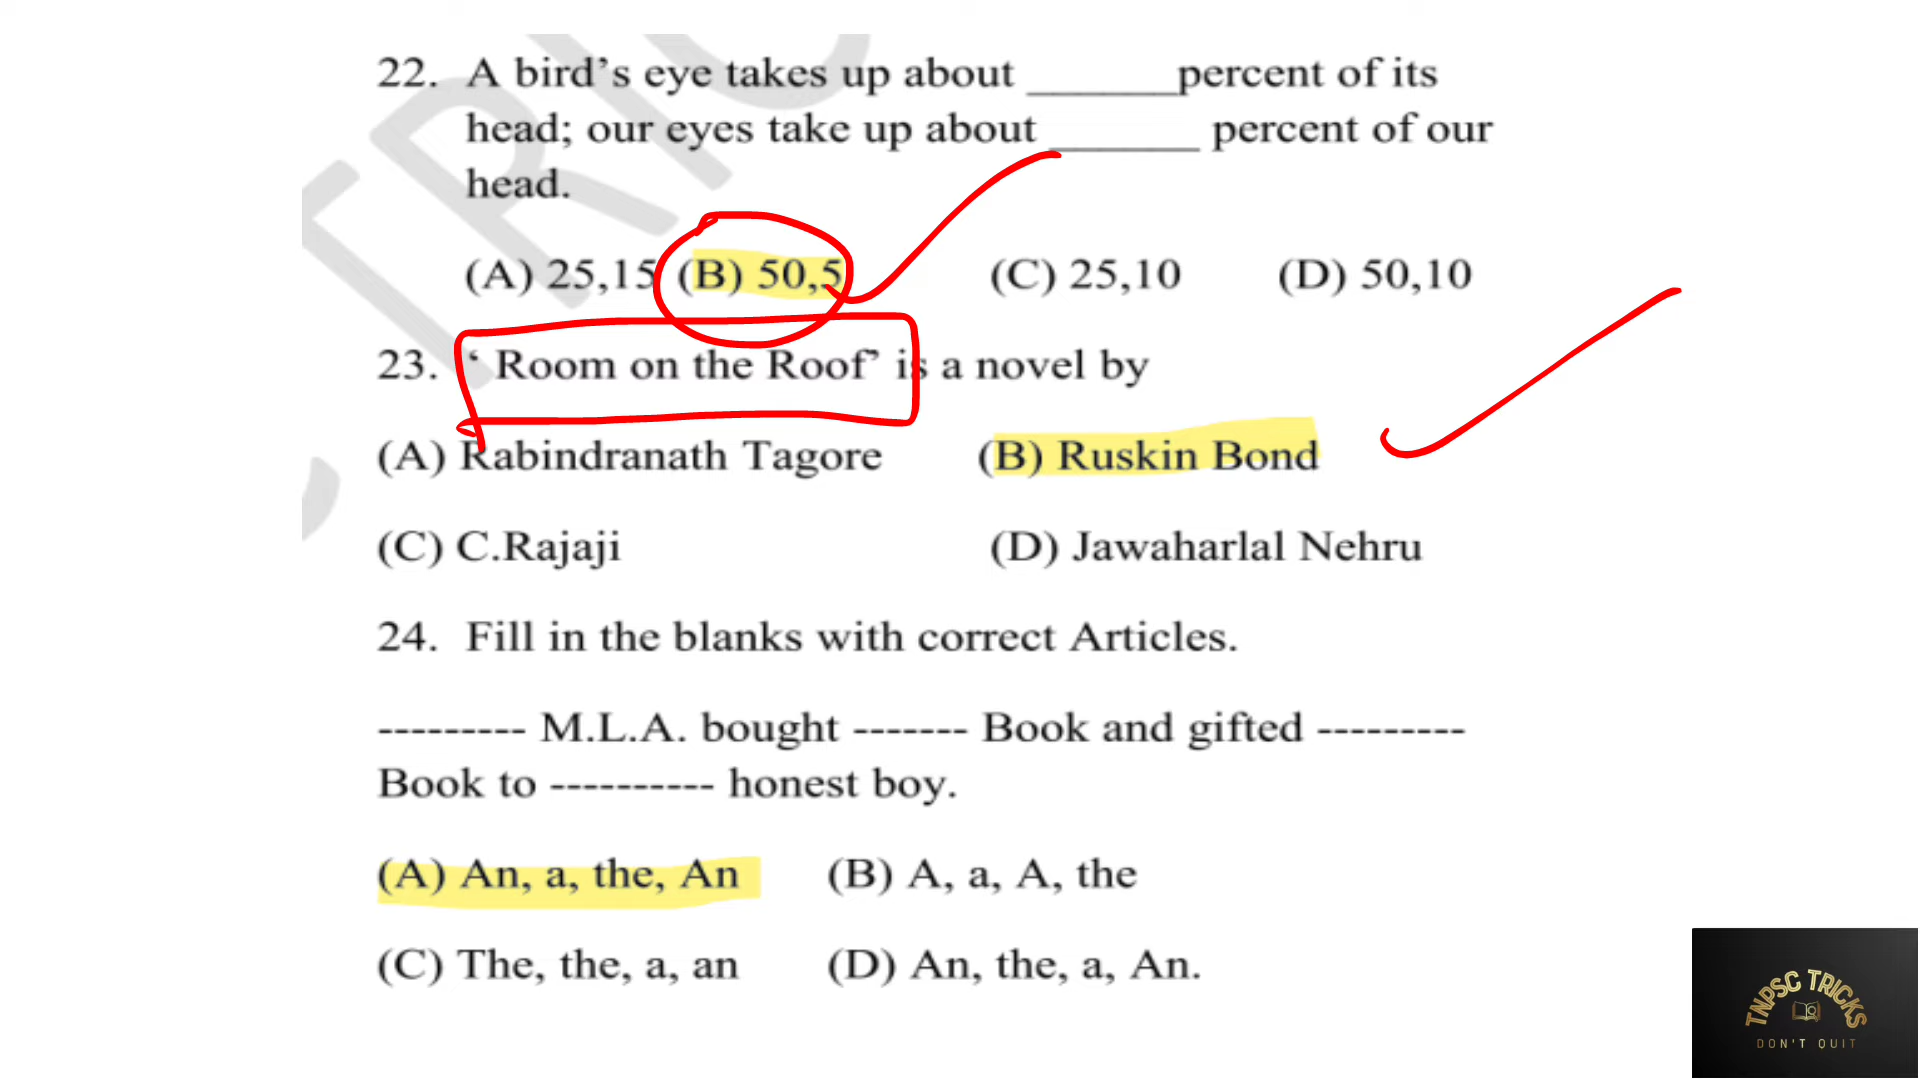 22. A bird's eye takes up about _______percent of its
head; our eyes take up about _______ percent of our
head.
(A) 25,15 (B) 50,5 (C) 25,10 (D) 50,10
23. ‘ Room on the Roof’ is a novel by
(A) Rabindranath Tagore (B) Ruskin Bond
(C) C.Rajaji (D) Jawaharlal Nehru
24. Fill in the blanks with correct Articles.
--------- M.L.A. bought ------- Book and gifted ---------
Book to ---------- honest boy.
(A) An, a, the, An (B) A, a, A, the
(C) The, the, a, an (D) An, the, a, An.
TNPSC TRICKS
DON'T QUIT